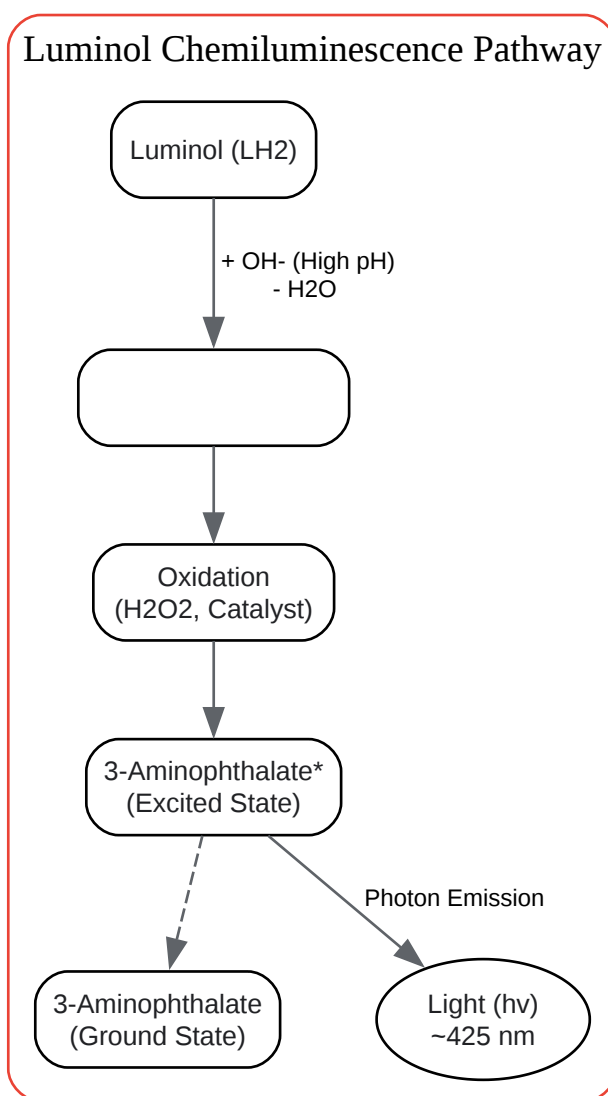 Luminol Chemiluminescence Pathway
Luminol (LH2)
+ OH- (High pH)
- H2O
Oxidation
(H2O2, Catalyst)
3-Aminophthalate*
(Excited State)
Photon Emission
3-Aminophthalate
(Ground State)
Light (hv)
~425 nm